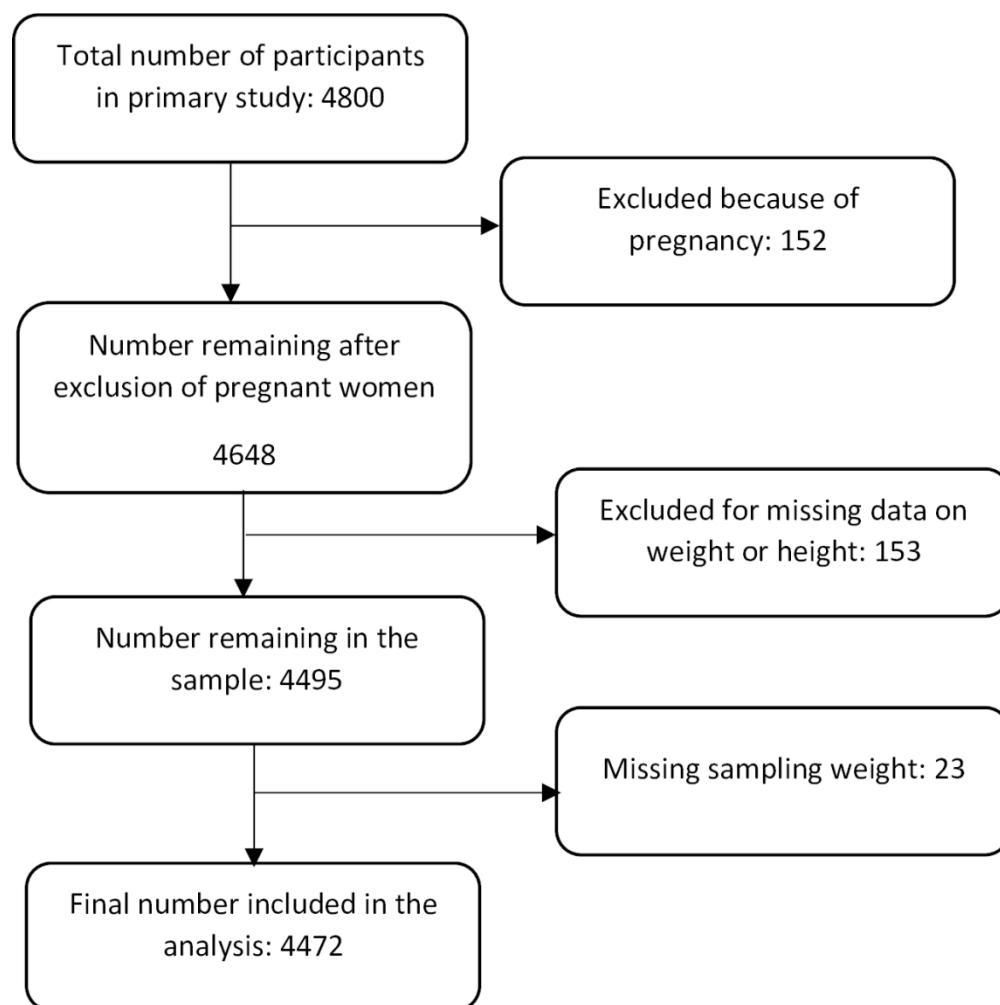 Total number of participants
in primary study: 4800
Excluded because of
pregnancy: 152
Number remaining after
exclusion of pregnant women
4648
Excluded for missing data on
weight or height: 153
Number remaining in the
sample: 4495
Missing sampling weight: 23
Final number included in the
analysis: 4472